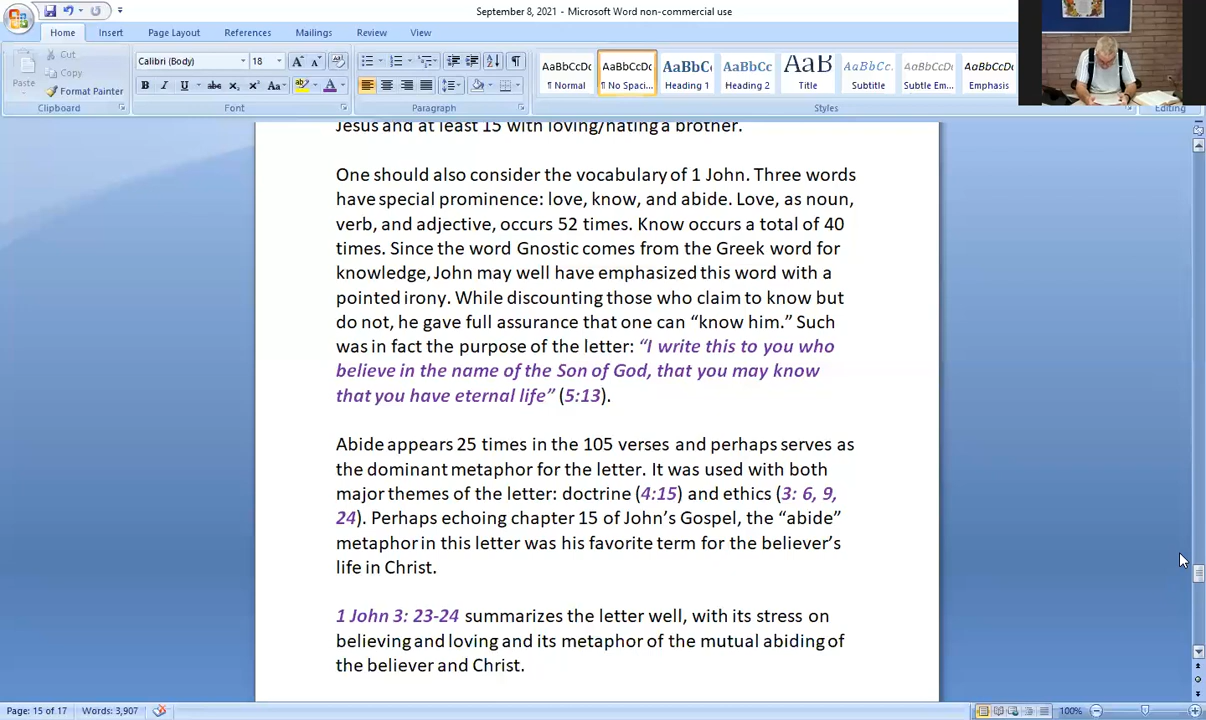 September 8, 2021 - Microsoft Word non-commercial use
Home Insert Page Layout References Mailings Review View
Cut
Copy
Paste
Format Painter
Clipboard
Calibri (Body) 18
Font
Paragraph
AaBbCcDc AaBbCcDc AaBbC AaBbCc AaB AaBbCc. AaBbCcDc AaBbCcDc
¶ Normal ¶ No Spaci... Heading 1 Heading 2 Title Subtitle Subtle Em... Emphasis
Styles
Editing
Jesus and at least 15 with loving/hating a brother.
One should also consider the vocabulary of 1 John. Three words
have special prominence: love, know, and abide. Love, as noun,
verb, and adjective, occurs 52 times. Know occurs a total of 40
times. Since the word Gnostic comes from the Greek word for
knowledge, John may well have emphasized this word with a
pointed irony. While discounting those who claim to know but
do not, he gave full assurance that one can “know him.” Such
was in fact the purpose of the letter: “I write this to you who
believe in the name of the Son of God, that you may know
that you have eternal life” (5:13).
Abide appears 25 times in the 105 verses and perhaps serves as
the dominant metaphor for the letter. It was used with both
major themes of the letter: doctrine (4:15) and ethics (3: 6, 9,
24). Perhaps echoing chapter 15 of John’s Gospel, the “abide”
metaphor in this letter was his favorite term for the believer’s
life in Christ.
1 John 3: 23-24 summarizes the letter well, with its stress on
believing and loving and its metaphor of the mutual abiding of
the believer and Christ.
Page: 15 of 17 Words: 3,907 100%